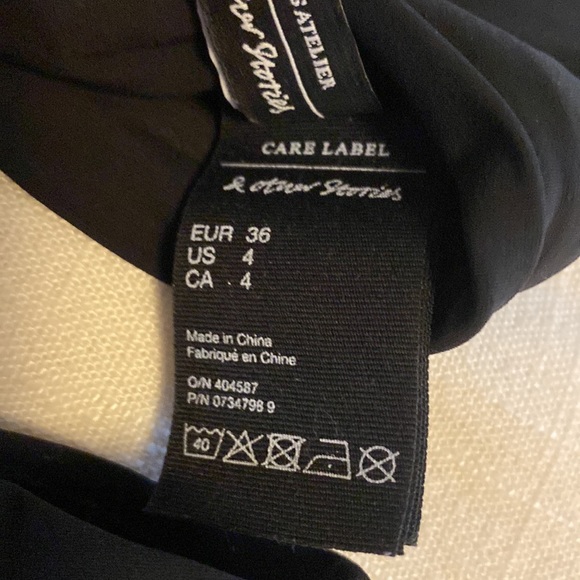 S ATELIER
Stories
CARE LABEL
& Other Stories
EUR 36
US 4
CA 4
Made in China
Fabriqué en Chine
O/N 404587
P/N 0734798 9
40